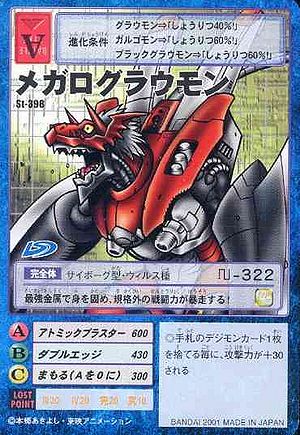 V
進化条件
グラウモン⇒「しょうりつ40%!」
ガルゴモン⇒「しょうりつ60%!」
ブラックグラウモン⇒「しょうりつ60%!」
メガログラウモン
St-396
完全体
サイボーグ型・ウィルス種
-322
最強金属で身を固め、規格外の戦闘力が暴走する!
A アトミックブラスター 600
B ダブルエッジ 430
C まもる(Aを0に) 300
◎手札のデジモンカード1枚
を捨てる毎に、攻撃力が+30
される
LOST
POINT
©本郷あきよし・東映アニメーション
BANDAI 2001 MADE IN JAPAN